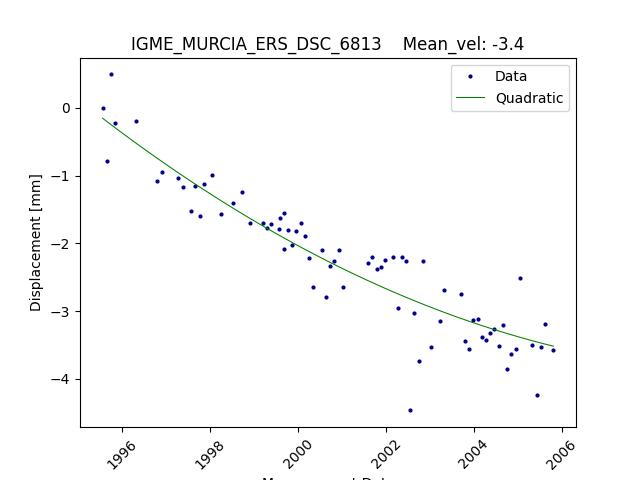 IGME_MURCIA_ERS_DSC_6813    Mean_vel: -3.4
Data
Quadratic
0
−1
−2
−3
−4
Displacement [mm]
1996
1998
2000
2002
2004
2006